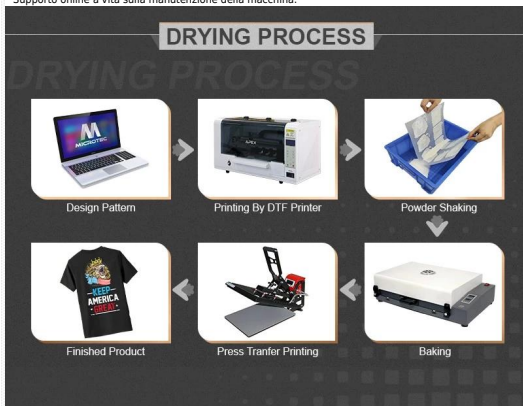 Supporto online a vita sulla manutenzione della macchina.
DRYING PROCESS
DRYING PROCESS
MICROTEC
Design Pattern
Printing By DTF Printer
Powder Shaking
KEEP
AMERICA
GREAT
Finished Product
Press Tranfer Printing
Baking